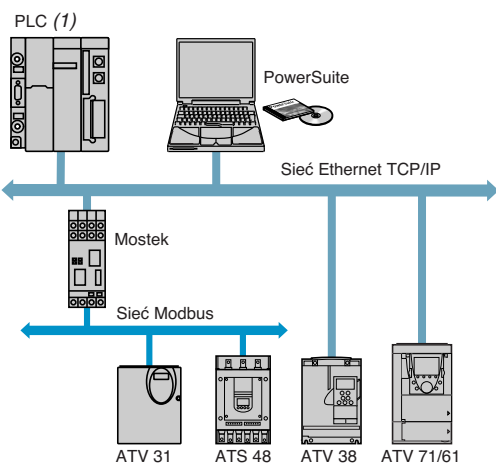 PLC (1)
PowerSuite
Sieć Ethernet TCP/IP
Mostek
Sieć Modbus
ATV 31
ATS 48
ATV 38
ATV 71/61